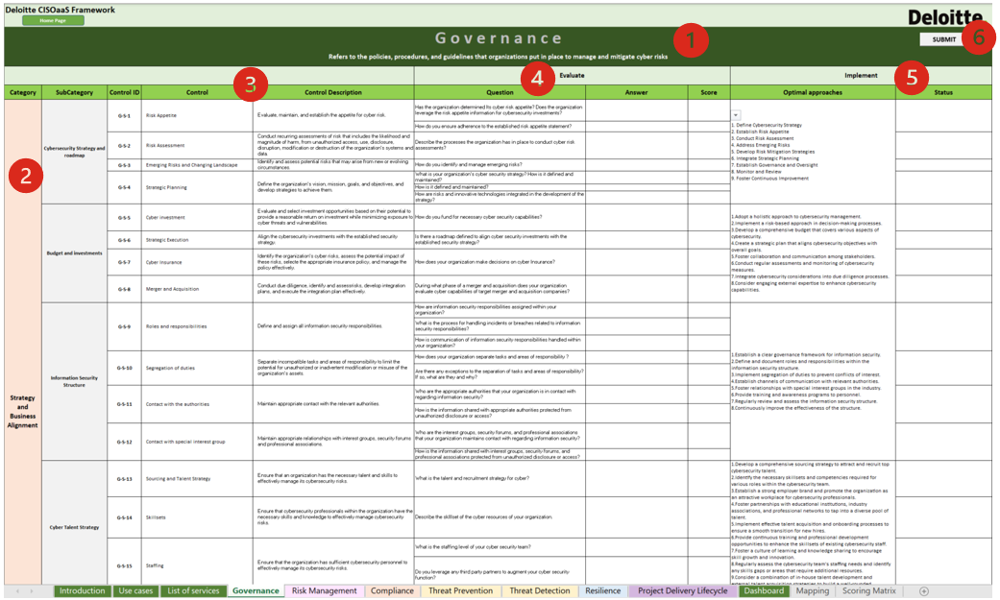 Deloitte CISOaaS Framework
Home Page
Deloitte.
Governance
1
SUBMIT
6
Refers to the policies, procedures, and guidelines that organizations put in place to manage and mitigate cyber risks
3
4
Evaluate
Implement
5
Category
SubCategory
Control ID
Control
Control Description
Question
Answer
Score
Optimal approaches
Status
2
Strategy
and
Business
Alignment
Cybersecurity Strategy and
roadmap
G-S-1
Risk Appetite
Evaluate, maintain, and establish the appetite for cyber risk.
Has the organization determined its cyber risk appetite? Does the organization
leverage the risk appetite information for cybersecurity investments?
How do you ensure adherence to the established risk appetite statement?
G-S-2
Risk Assessment
Conduct recurring assessments of risk that includes the likelihood and
magnitude of harm, from unauthorized access, use, disclosure,
disruption, modification or destruction of the organization's systems and
data.
Describe the processes the organization has in place to conduct cyber risk
assessments?
G-S-3
Emerging Risks and Changing Landscape
Identify and assess potential risks that may arise from new or evolving
circumstances
How do you identify and manage emerging risks?
G-S-4
Strategic Planning
Define the organization's vision, mission, goals, and objectives, and
develop strategies to achieve them.
What is your organization's cyber security strategy? How is it defined and
maintained?
How is it defined and maintained?
How are risks and innovative technologies integrated in the development of the
strategy?
1. Define Cybersecurity Strategy
2. Establish Risk Appetite
3. Conduct Risk Assessment
4. Address Emerging Risks
5. Develop Risk Mitigation Strategies
6. Integrate Strategic Planning
7. Establish Governance and Oversight
8. Monitor and Review
9. Foster Continuous Improvement
Budget and investments
G-S-5
Cyber investment
Evaluate and select investment opportunities based on their potential to
provide a reasonable return on investment while minimizing exposure to
cyber threats and vulnerabilities
How do you fund for necessary cyber security capabilities?
G-S-6
Strategic Execution
Align the cybersecurity investments with the established security
strategy.
Is there a roadmap defined to align cyber security investments with the
established security strategy?
G-S-7
Cyber Insurance
Identify the organization's cyber risks, assess the potential impact of
these risks, selecte the appropriate insurance policy, and manage the
policy effectively
How does your organization make decisions on cyber Insurance?
G-S-8
Merger and Acquisition
Conduct due diligence, identify and assessrisks, develop integration
plans, and execute the integration plan effectively
During what phase of a merger and acquisition does your organization
evaluate cyber capabilities of target merger and acquisition companies?
1.Adopt a holistic approach to cybersecurity management.
2.Implement a risk-based approach in decision-making processes.
3.Develop a comprehensive budget that covers various aspects of
cybersecurity.
4.Create a strategic plan that aligns cybersecurity objectives with
overall goals.
5.Foster collaboration and communication among stakeholders.
6.Conduct regular assessments and monitoring of cybersecurity
measures.
7.Integrate cybersecurity considerations into due diligence processes.
8.Consider engaging external expertise to enhance cybersecurity
capabilities.
Information Security
Structure
G-S-9
Roles and responsibilities
Define and assign all information security responsibilities.
How are information security responsibilities assigned within your
organization?
What is the process for handling incidents or breaches related to information
security responsibilities?
How is communication of information security responsibilities handled within
your organization?
G-S-10
Segregation of duties
Separate incompatible tasks and areas of responsibility to limit the
potential for unauthorized or inadvertent modification or misuse of the
organization's assets.
How does your organization separate tasks and areas of responsibility ?
Are there any exceptions to the separation of tasks and areas of responsibility?
If so, what are they and why?
G-S-11
Contact with the authorities
Maintain appropriate contact with the relevant authorities.
Who are the appropriate authorities that your organization is in contact with
regarding information security?
How is the information shared with appropriate authorities protected from
unauthorized disclosure or access?
G-S-12
Contact with special interest group
Maintain appropriate relationships with interest groups, security forums
and professional associations.
Who are the interest groups, security forums, and professional associations
that your organization maintains contact with regarding information security?
How is the information shared with interest groups, security forums, and
professional associations protected from unauthorized disclosure or access?
1.Establish a clear governance framework for information security.
2.Define and document roles and responsibilities within the
information security structure.
3.Implement segregation of duties to prevent conflicts of interest.
4.Establish channels of communication with relevant authorities.
5.Foster relationships with special interest groups in the industry.
6.Provide training and awareness programs to personnel.
7.Regularly review and assess the information security structure.
8.Continuously improve the effectiveness of the structure.
Cyber Talent Strategy
G-S-13
Sourcing and Talent Strategy
Ensure that an organization has the necessary talent and skills to
effectively manage its cybersecurity risks.
What is the talent and recruitment strategy for cyber?
G-S-14
Skillsets
Ensure that cybersecurity professionals within the organization have the
necessary skills and knowledge to effectively manage cybersecurity
risks.
Describe the skillset of the cyber resources of your organization.
G-S-15
Staffing
Ensure that the organization has sufficient cybersecurity personnel to
effectively manage its cybersecurity risks.
What is the staffing level of your cyber security team?
Do you leverage any third party partners to augment your cyber security
function?
1.Develop a comprehensive sourcing strategy to attract and recruit top
cybersecurity talent.
2.Identify the necessary skillsets and competencies required for
various roles within the cybersecurity team.
3.Establish a strong employer brand and promote the organization as
an attractive workplace for cybersecurity professionals.
4.Foster partnerships with educational institutions, industry
associations, and professional networks to tap into a diverse pool of
talent.
5.Implement effective talent acquisition and onboarding processes to
ensure a smooth transition for new hires.
6.Provide continuous training and professional development
opportunities to enhance the skillsets of existing cybersecurity staff.
7.Foster a culture of learning and knowledge sharing to encourage
skill growth and innovation.
8.Regularly assess the cybersecurity team's staffing needs and identify
any skills gaps or areas that require additional resources.
9.Consider a combination of in-house talent development and
Introduction
Use cases
List of services
Governance
Risk Management
Compliance
Threat Prevention
Threat Detection
Resilience
Project Delivery Lifecycle
Dashboard
Mapping
Scoring Matrix